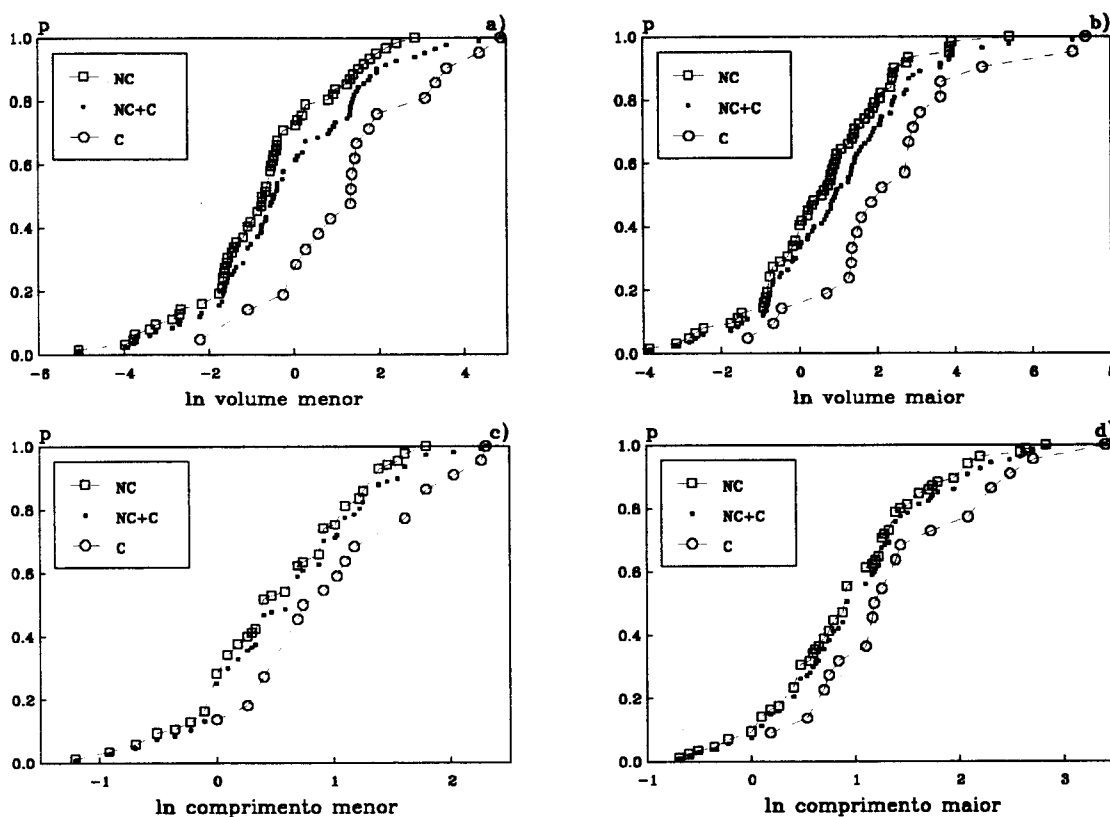 p a)
1.0
0.8
0.6
0.4
0.2
0.0
NC
NC+C
C
-6 -4 -2 0 2 4
ln volume menor
p b)
1.0
0.8
0.6
0.4
0.2
0.0
NC
NC+C
C
-4 -2 0 2 4 6 8
ln volume maior
p c)
1.0
0.8
0.6
0.4
0.2
0.0
NC
NC+C
C
-1 0 1 2
ln comprimento menor
p d)
1.0
0.8
0.6
0.4
0.2
0.0
NC
NC+C
C
-1 0 1 2 3
ln comprimento maior